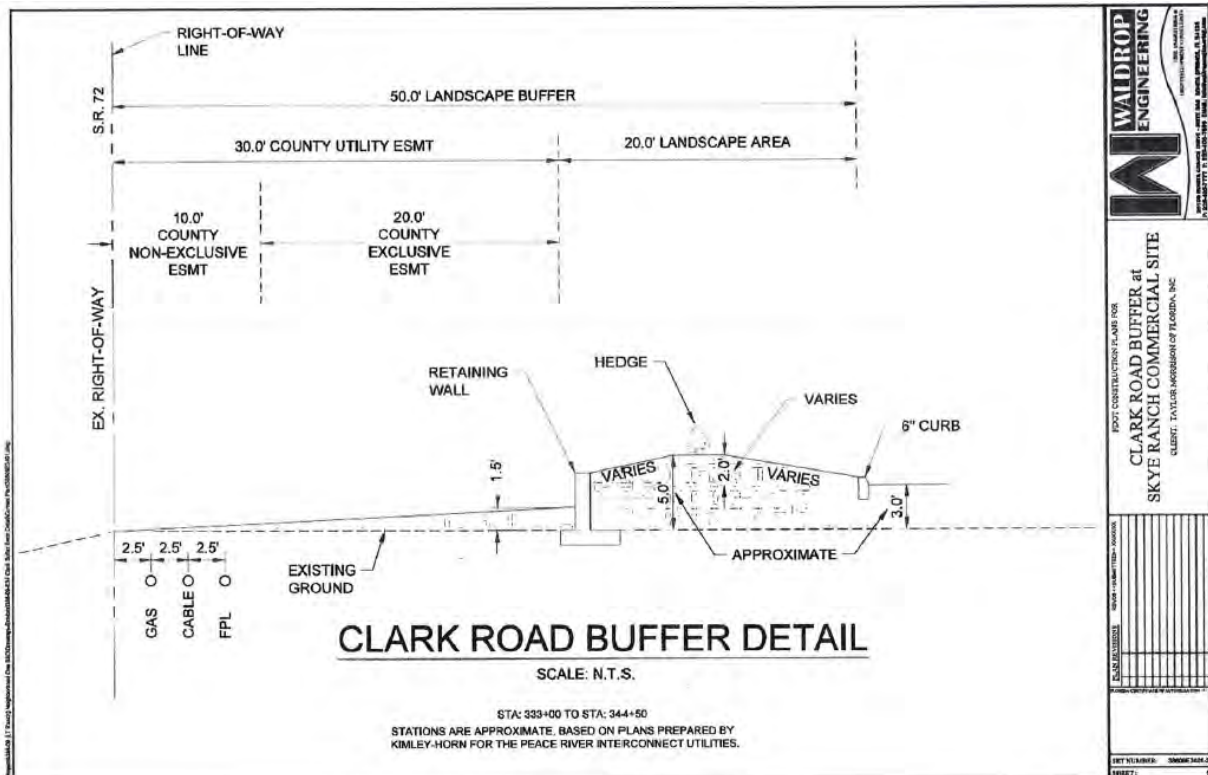 RIGHT-OF-WAY
LINE
S.R. 72
50.0' LANDSCAPE BUFFER
30.0' COUNTY UTILITY ESMT
20.0' LANDSCAPE AREA
10.0'
COUNTY
NON-EXCLUSIVE
ESMT
20.0'
COUNTY
EXCLUSIVE
ESMT
EX. RIGHT-OF-WAY
RETAINING
WALL
HEDGE
VARIES
6" CURB
1.5'
VARIES
5.0'
2.0'
VARIES
3.0'
2.5'
2.5'
2.5'
EXISTING
GROUND
APPROXIMATE
GAS
CABLE
FPL
CLARK ROAD BUFFER DETAIL
SCALE: N.T.S.
STA: 333+00 TO STA: 344+50
STATIONS ARE APPROXIMATE, BASED ON PLANS PREPARED BY
KIMLEY-HORN FOR THE PEACE RIVER INTERCONNECT UTILITIES.
WALDROP
ENGINEERING
CLARK ROAD BUFFER at
SKYE RANCH COMMERCIAL SITE
CLIENT: TAYLOR MORRISON OF FLORIDA, INC
PLAN REVISIONS
SET NUMBER:
SHEET: